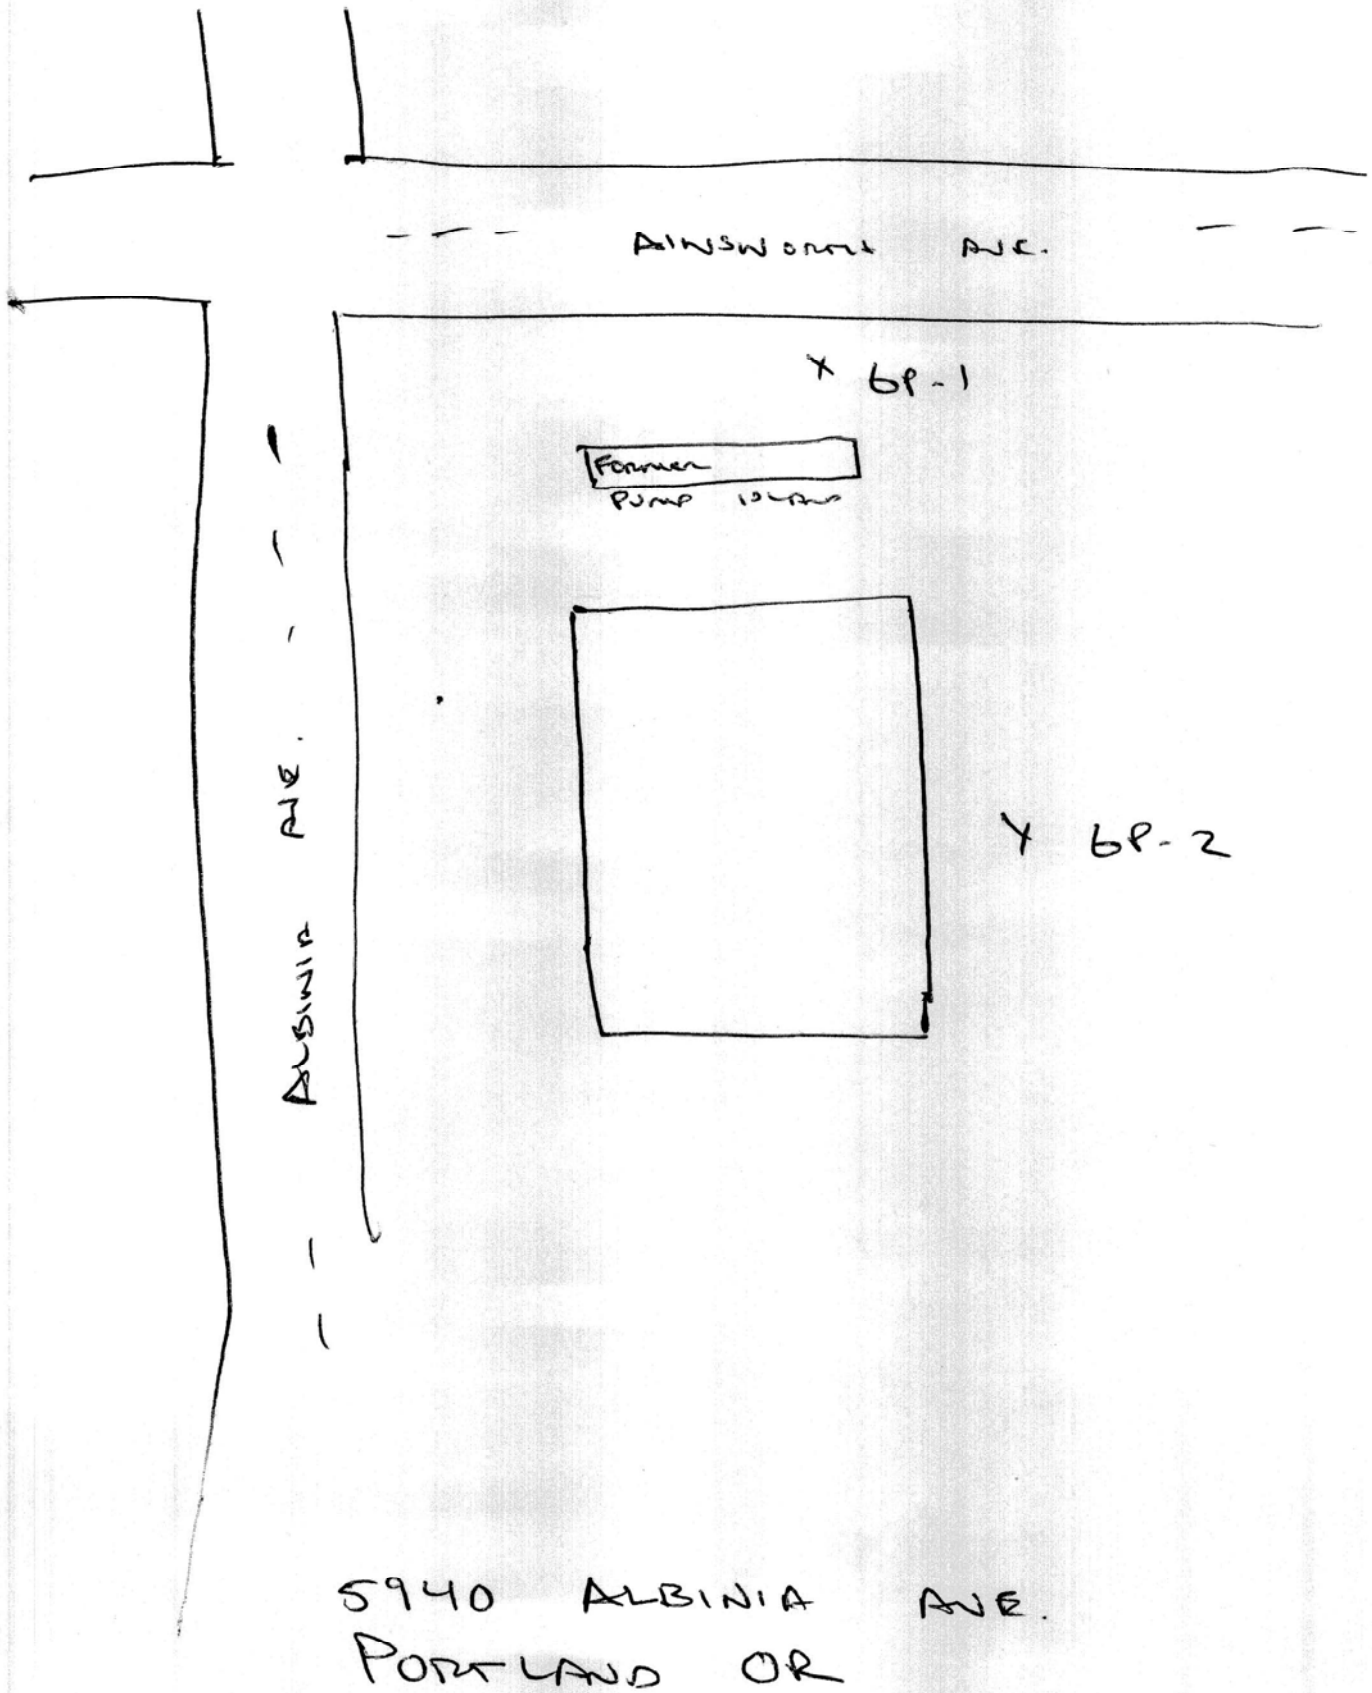 AINSWORTH AVE.
GP-1
FORMER
PUMP ISLAND
ALBINIA AVE.
GP-2
5940 ALBINIA AVE.
PORTLAND OR